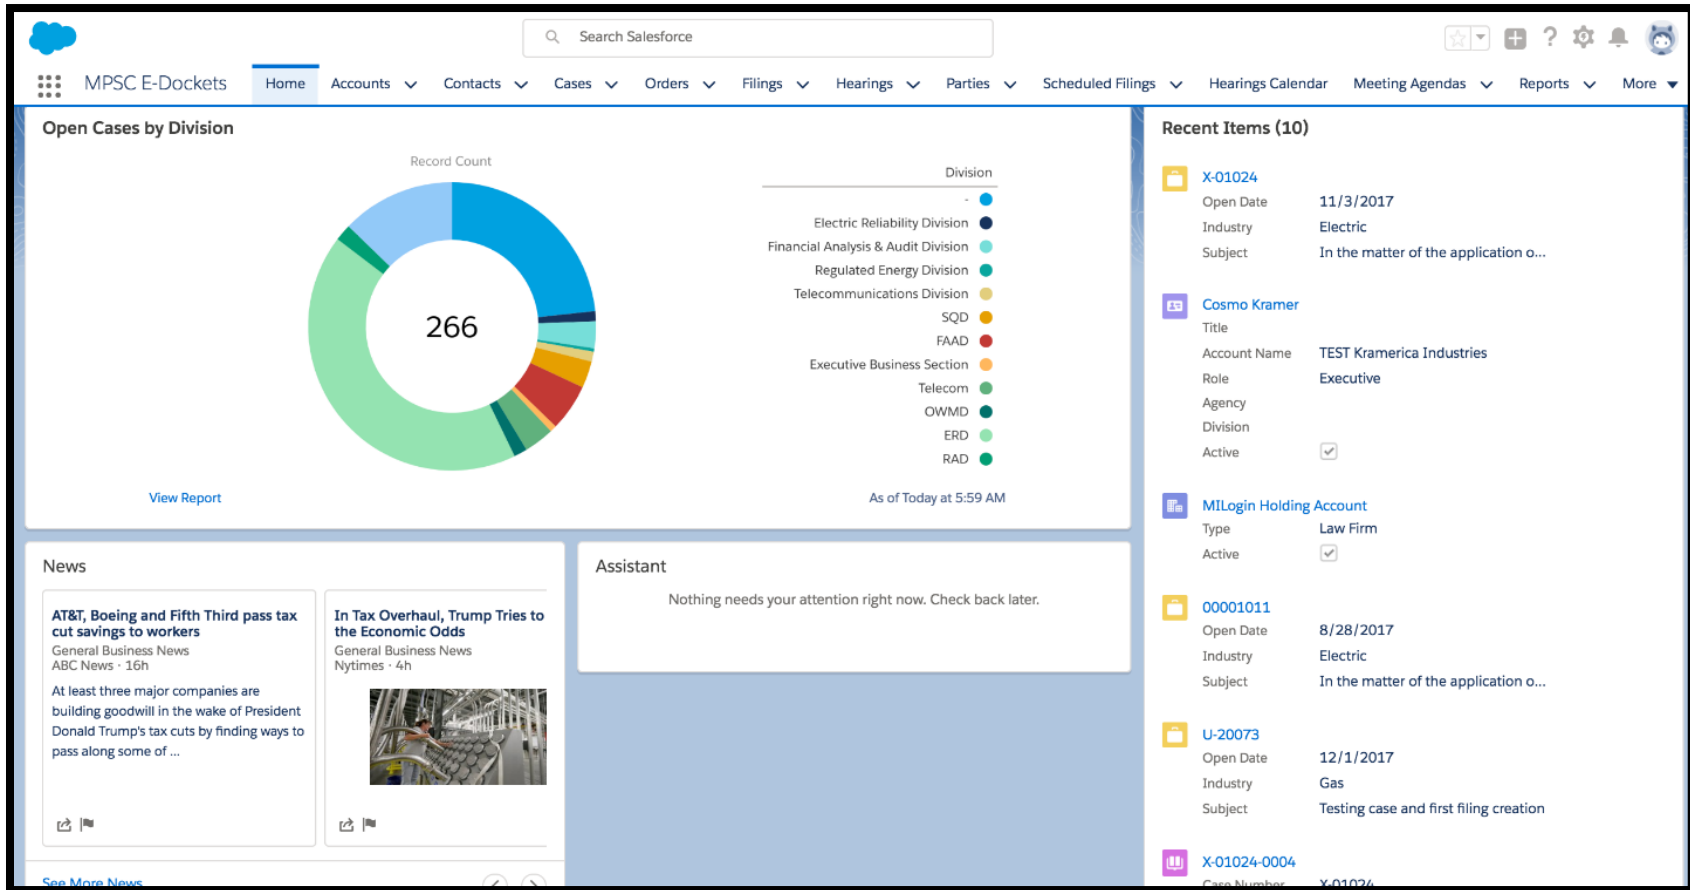 Search Salesforce
MPSC E-Dockets
Home
Accounts
Contacts
Cases
Orders
Filings
Hearings
Parties
Scheduled Filings
Hearings Calendar
Meeting Agendas
Reports
More
Open Cases by Division
Record Count
266
Division
-
Electric Reliability Division
Financial Analysis & Audit Division
Regulated Energy Division
Telecommunications Division
SQD
FAAD
Executive Business Section
Telecom
OWMD
ERD
RAD
View Report
As of Today at 5:59 AM
News
AT&T, Boeing and Fifth Third pass tax
cut savings to workers
General Business News
ABC News · 16h
At least three major companies are
building goodwill in the wake of President
Donald Trump's tax cuts by finding ways to
pass along some of ...
In Tax Overhaul, Trump Tries to
the Economic Odds
General Business News
Nytimes · 4h
See More News
Assistant
Nothing needs your attention right now. Check back later.
Recent Items (10)
X-01024
Open Date 11/3/2017
Industry Electric
Subject In the matter of the application o...
Cosmo Kramer
Title
Account Name TEST Kramerica Industries
Role Executive
Agency
Division
Active
MILogin Holding Account
Type Law Firm
Active
00001011
Open Date 8/28/2017
Industry Electric
Subject In the matter of the application o...
U-20073
Open Date 12/1/2017
Industry Gas
Subject Testing case and first filing creation
X-01024-0004
Case Number X-01024